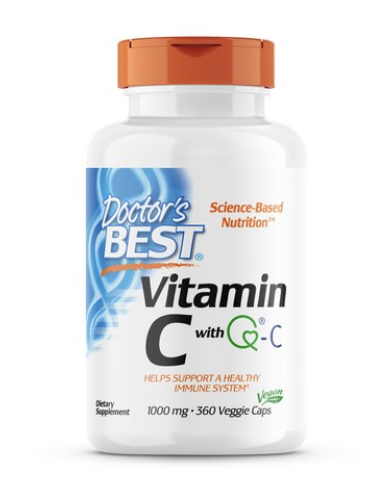 Doctor's
BEST®
Science-Based
Nutrition™
Vitamin
C with Q®-C
HELPS SUPPORT A HEALTHY
IMMUNE SYSTEM*
Vegan
Dietary
Supplement
1000 mg • 360 Veggie Caps